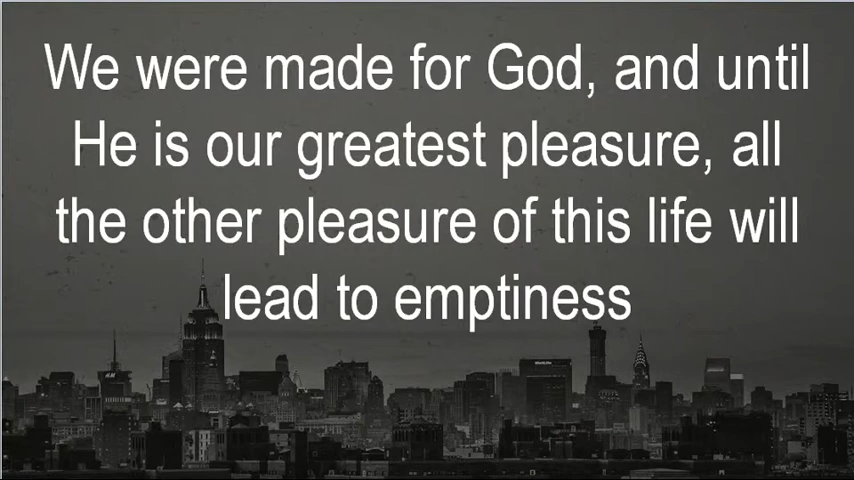 We were made for God, and until
He is our greatest pleasure, all
the other pleasure of this life will
lead to emptiness